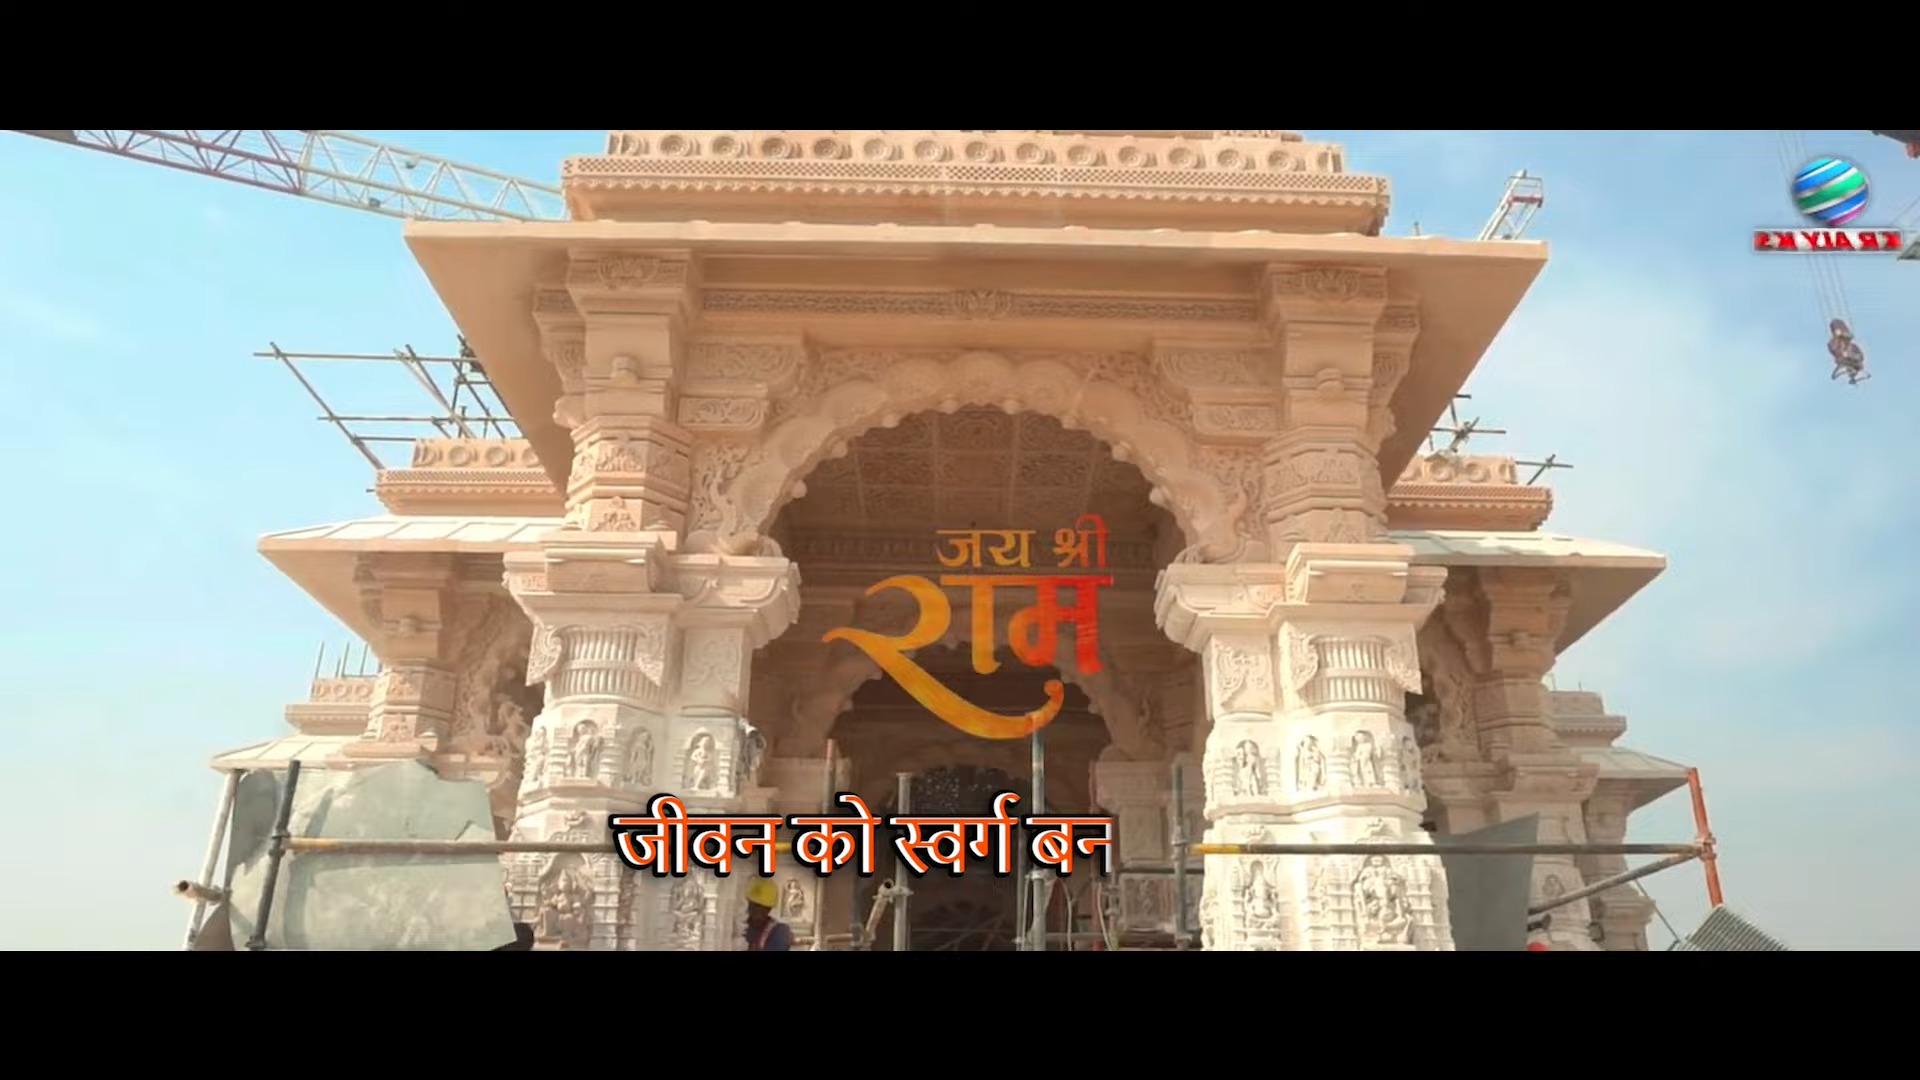 जय श्री
राम
जीवन को स्वर्ग बन